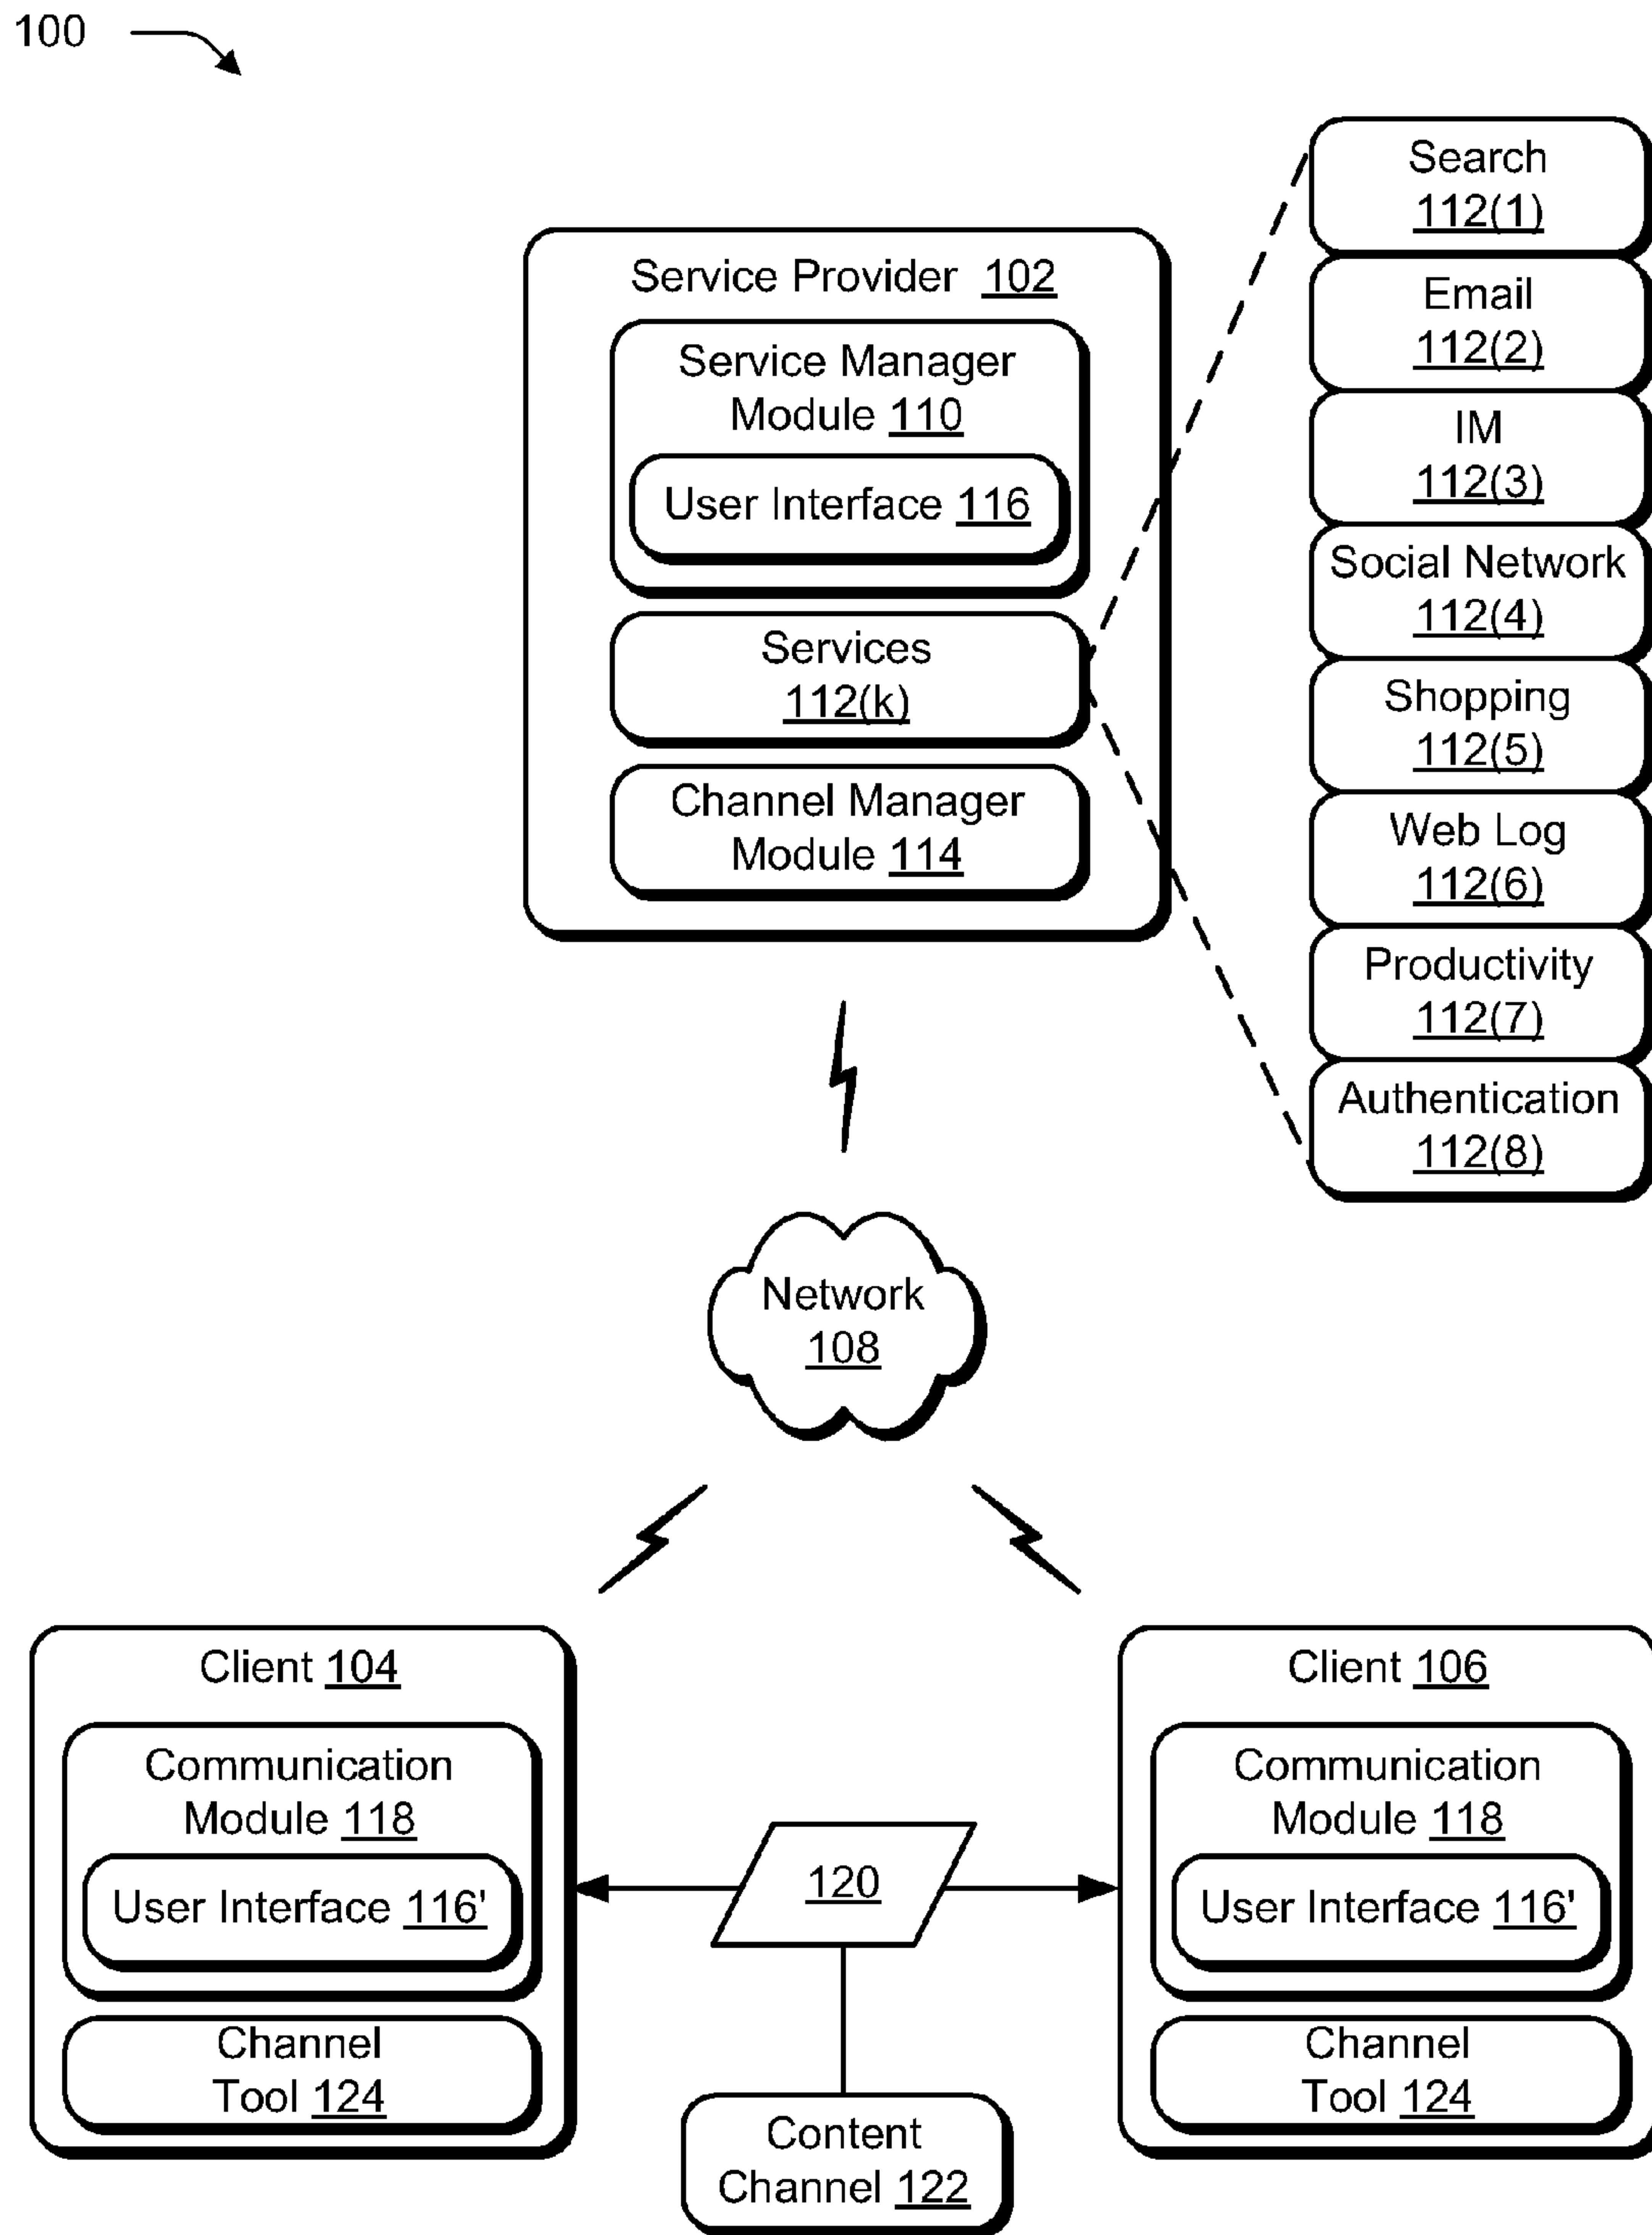 100
Service Provider 102
Service Manager
Module 110
User Interface 116
Services
112(k)
Channel Manager
Module 114
Search
112(1)
Email
112(2)
IM
112(3)
Social Network
112(4)
Shopping
112(5)
Web Log
112(6)
Productivity
112(7)
Authentication
112(8)
Network
108
Client 104
Communication
Module 118
User Interface 116'
Channel
Tool 124
120
Content
Channel 122
Client 106
Communication
Module 118
User Interface 116'
Channel
Tool 124